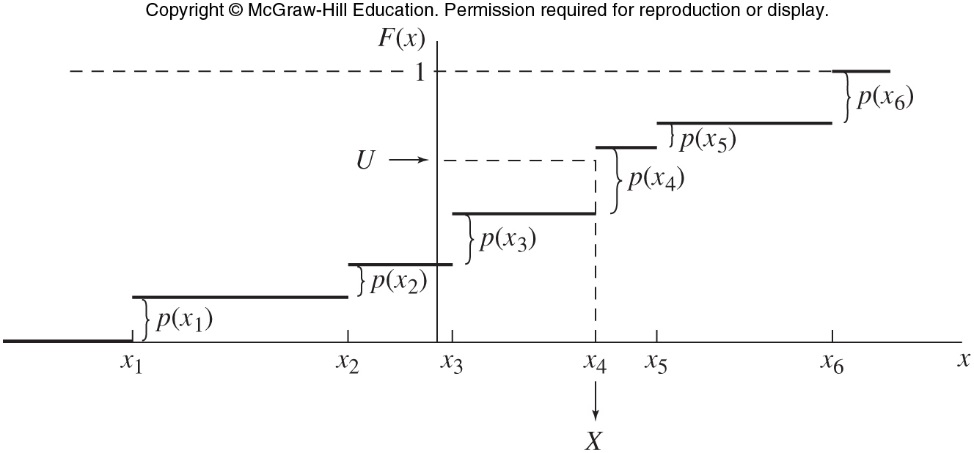 Copyright © McGraw-Hill Education. Permission required for reproduction or display.
F(x)
1
p(x₆)
p(x₅)
U
p(x₄)
p(x₃)
p(x₂)
p(x₁)
x₁ x₂ x₃ x₄ x₅ x₆ x
X